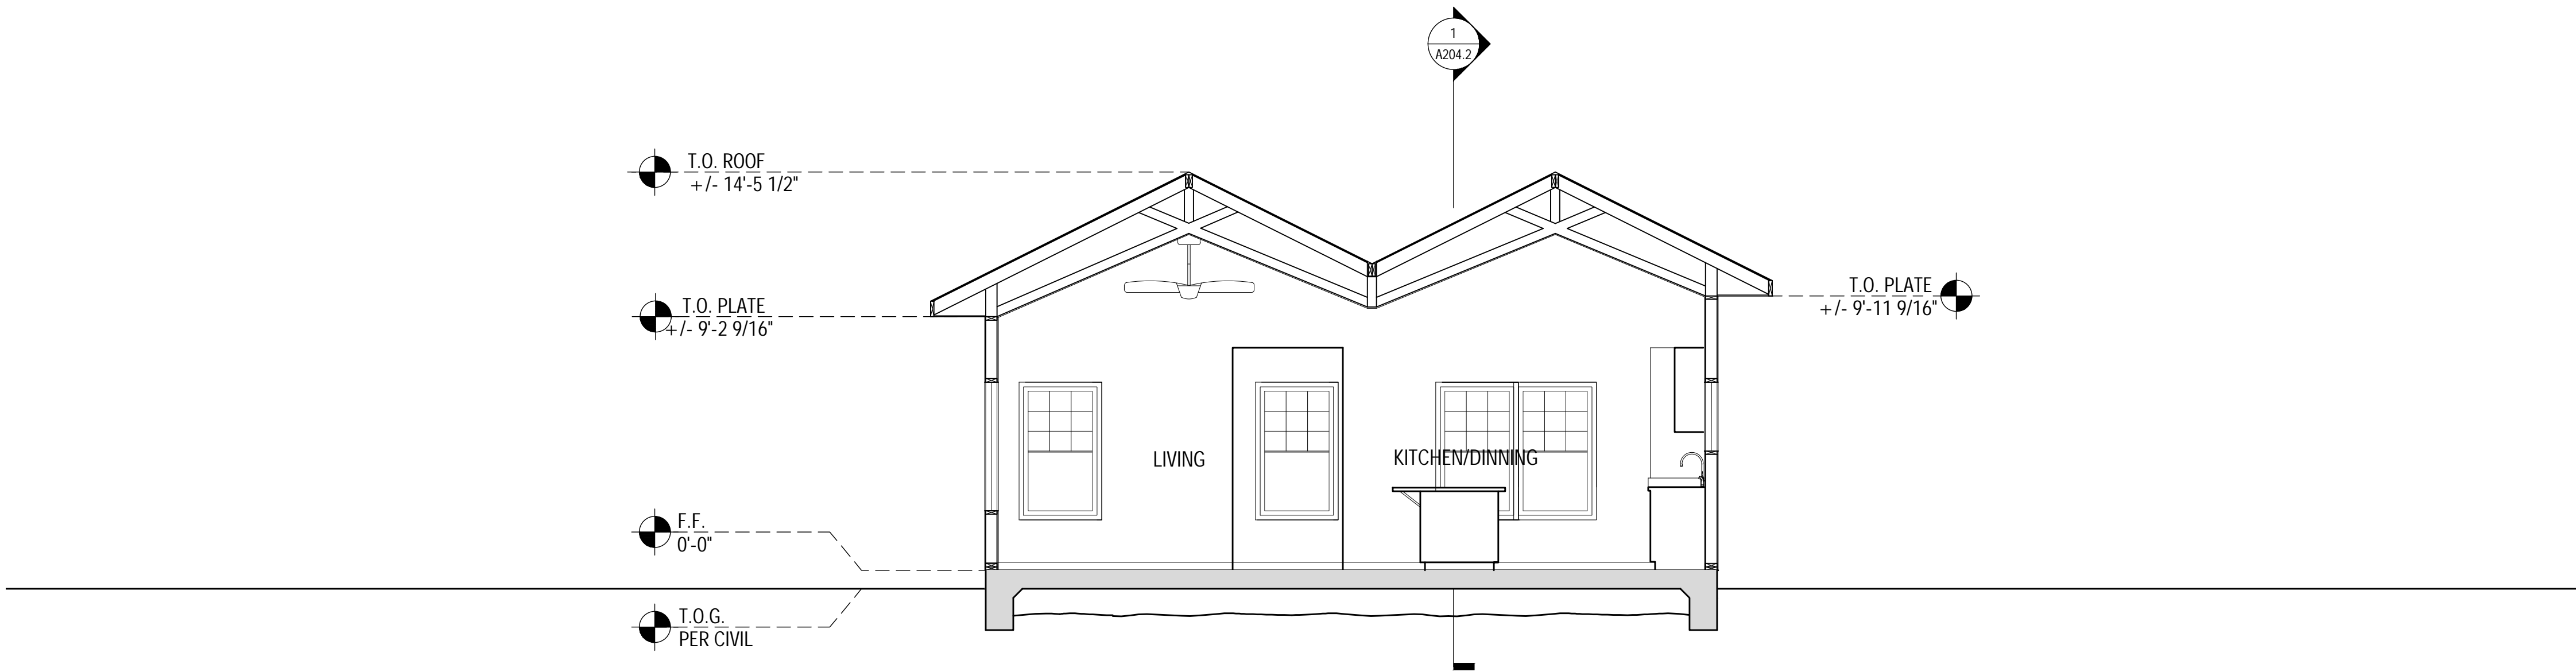 1
A204.2
T.O. ROOF
+/- 14'-5 1/2"
T.O. PLATE
+/- 9'-2 9/16"
T.O. PLATE
+/- 9'-11 9/16"
LIVING
KITCHEN/DINNING
F.F.
0'-0"
T.O.G.
PER CIVIL